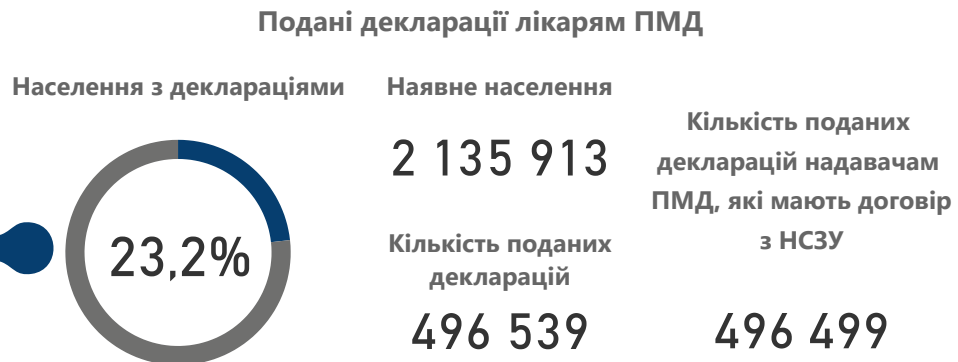 Подані декларації лікарям ПМД
Населення з деклараціями
23,2%
Наявне населення
2 135 913
Кількість поданих
декларацій
496 539
Кількість поданих
декларацій надавачам
ПМД, які мають договір
з НСЗУ
496 499